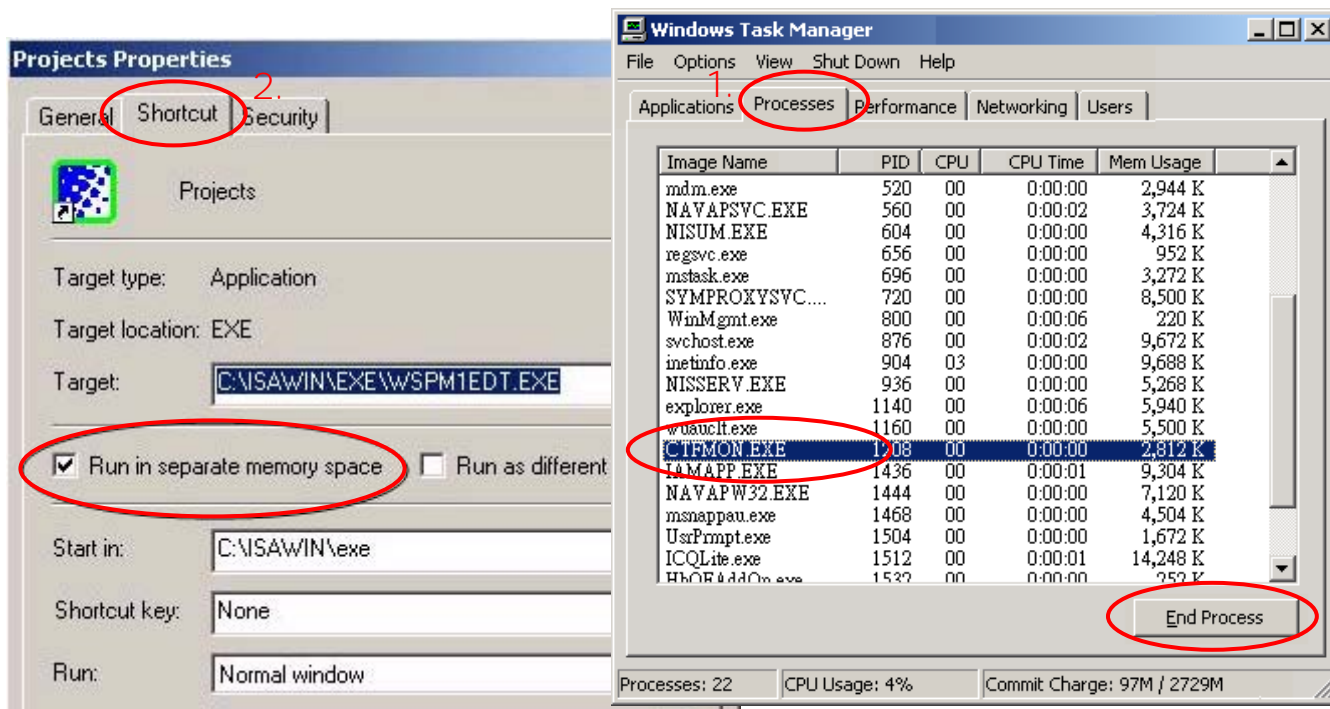 Projects Properties
2.
General Shortcut Security
Projects
Target type: Application
Target location: EXE
Target: C:\ISAWIN\EXE\WSPM1EDT.EXE
Run in separate memory space Run as different
Start in: C:\ISAWIN\exe
Shortcut key: None
Run: Normal window
Windows Task Manager
File Options View Shut Down Help
1.
Applications Processes Performance Networking Users
Image Name PID CPU CPU Time Mem Usage
mdm.exe 520 00 0:00:00 2,944 K
NAVAPSVC.EXE 560 00 0:00:02 3,724 K
NISUM.EXE 604 00 0:00:00 4,316 K
regsvc.exe 656 00 0:00:00 952 K
mstask.exe 696 00 0:00:00 3,272 K
SYMPROXYSVC.... 720 00 0:00:00 8,500 K
WinMgmt.exe 800 00 0:00:06 220 K
svchost.exe 876 00 0:00:02 9,672 K
inetinfo.exe 904 03 0:00:00 9,688 K
NISSERV.EXE 936 00 0:00:00 5,268 K
explorer.exe 1140 00 0:00:06 5,940 K
wuauclt.exe 1160 00 0:00:00 5,500 K
CTFMON.EXE 1208 00 0:00:00 2,812 K
IAMAPP.EXE 1436 00 0:00:01 9,304 K
NAVAPW32.EXE 1444 00 0:00:00 7,120 K
msnappau.exe 1468 00 0:00:00 4,504 K
UsrPrmpt.exe 1504 00 0:00:00 1,672 K
ICQLite.exe 1512 00 0:00:01 14,248 K
HbOEAddOn.exe 1532 00 0:00:00 252 K
End Process
Processes: 22 CPU Usage: 4% Commit Charge: 97M / 2729M